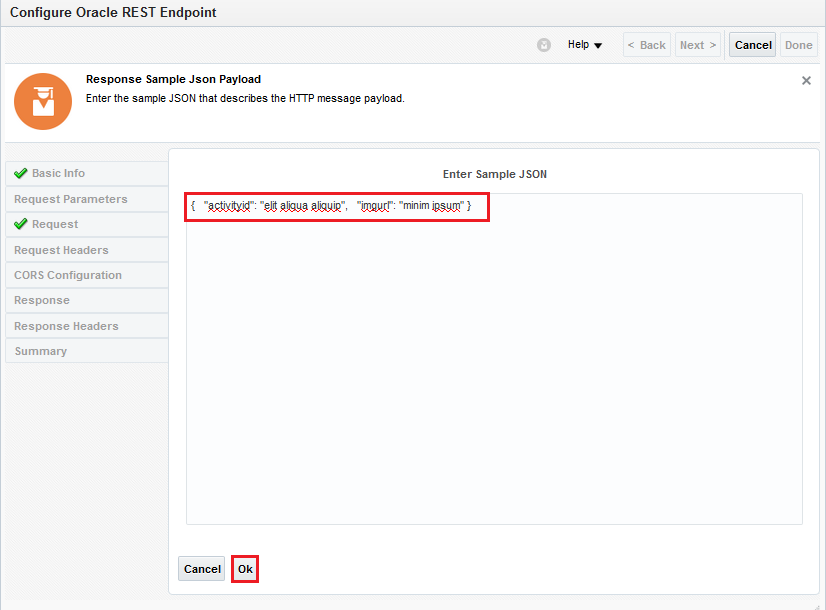 Configure Oracle REST Endpoint
Help
< Back
Next >
Cancel
Done
Response Sample Json Payload
Enter the sample JSON that describes the HTTP message payload.
Basic Info
Request Parameters
Request
Request Headers
CORS Configuration
Response
Response Headers
Summary
Enter Sample JSON
{ "activityid": "elit aliqua aliquip", "imgurl": "minim ipsum" }
Cancel
Ok